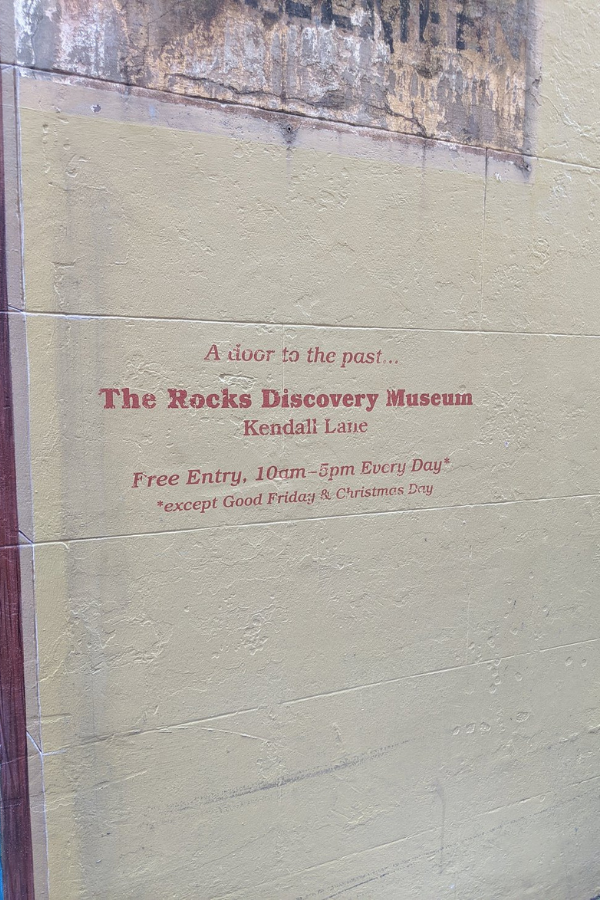 A door to the past...
The Rocks Discovery Museum
Kendall Lane
Free Entry, 10am–5pm Every Day*
*except Good Friday & Christmas Day